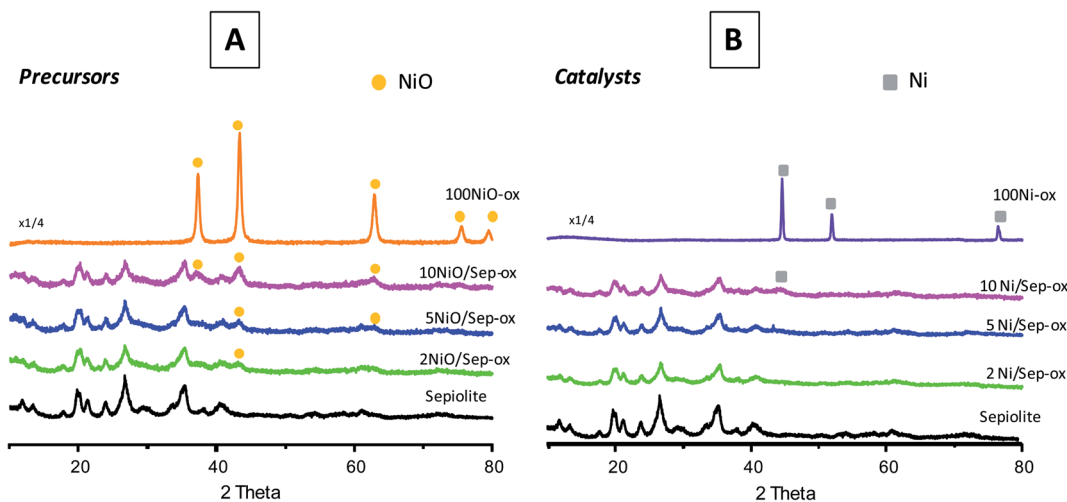 A
Precursors
NiO
100NiO-ox
x1/4
10NiO/Sep-ox
5NiO/Sep-ox
2NiO/Sep-ox
Sepiolite
20
40
60
80
2 Theta
B
Catalysts
Ni
100Ni-ox
x1/4
10 Ni/Sep-ox
5 Ni/Sep-ox
2 Ni/Sep-ox
Sepiolite
20
40
60
80
2 Theta